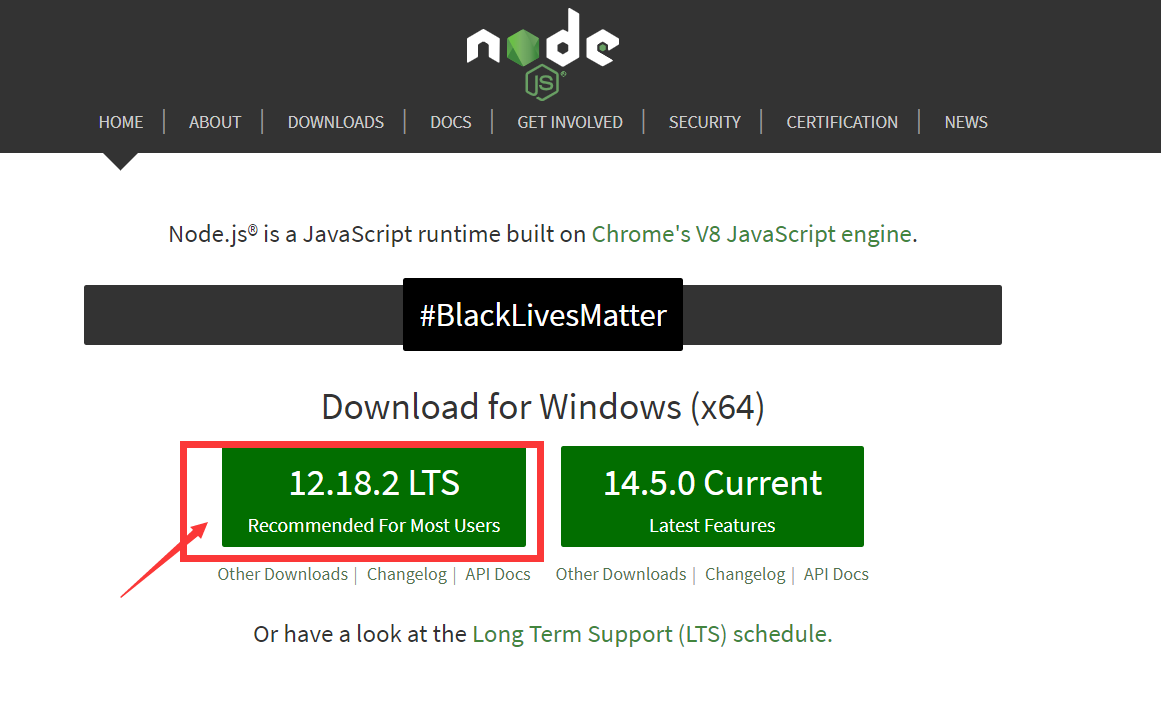 node
JS®
HOME | ABOUT | DOWNLOADS | DOCS | GET INVOLVED | SECURITY | CERTIFICATION | NEWS
Node.js® is a JavaScript runtime built on Chrome's V8 JavaScript engine.
#BlackLivesMatter
Download for Windows (x64)
12.18.2 LTS
Recommended For Most Users
14.5.0 Current
Latest Features
Other Downloads | Changelog | API Docs
Other Downloads | Changelog | API Docs
Or have a look at the Long Term Support (LTS) schedule.